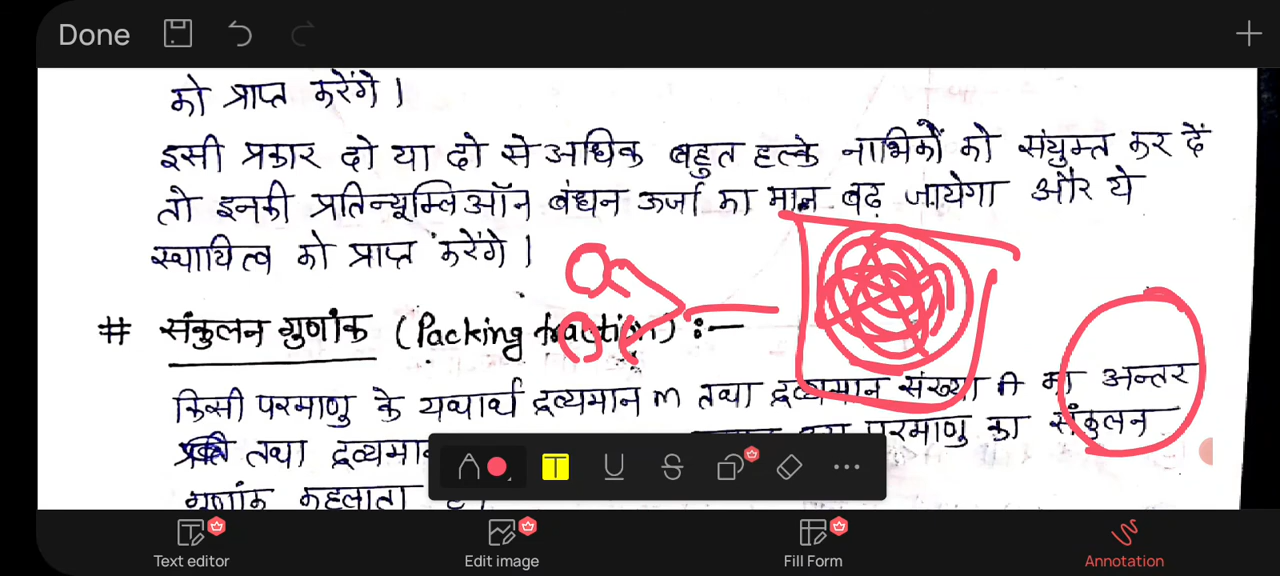 Done
को प्राप्त करेंगे।
इसी प्रकार दो या दो से अधिक बहुत हल्के नाभिकों को संयुक्त कर दें
तो इनकी प्रतिन्यूक्लिऑन बंधन ऊर्जा का मान बढ़ जायेगा और ये
स्थायित्व को प्राप्त करेंगे।
# संकुलन गुणांक (Packing fraction) :—
किसी परमाणु के यथार्थ द्रव्यमान m तथा द्रव्यमान संख्या A का अन्तर
तथा द्रव्यमान परमाणु का संकुलन
गुणांक कहलाता है।
T U S
Text editor
Edit image
Fill Form
Annotation